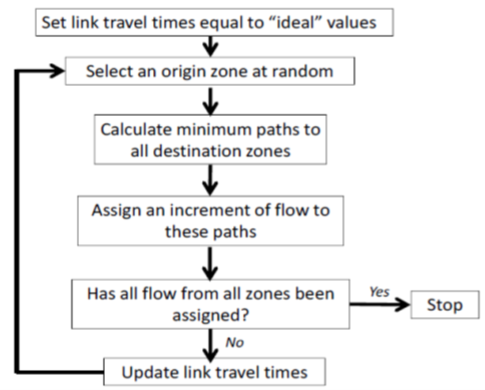 Set link travel times equal to “ideal” values
Select an origin zone at random
Calculate minimum paths to
all destination zones
Assign an increment of flow to
these paths
Has all flow from all zones been
assigned?
Yes
Stop
No
Update link travel times